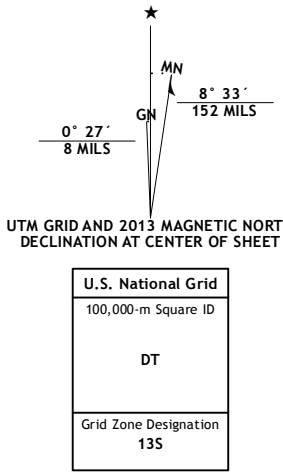 ★
MN
GN
8° 33´
152 MILS
0° 27´
8 MILS
UTM GRID AND 2013 MAGNETIC NORT
DECLINATION AT CENTER OF SHEET
U.S. National Grid
100,000-m Square ID
DT
Grid Zone Designation
13S